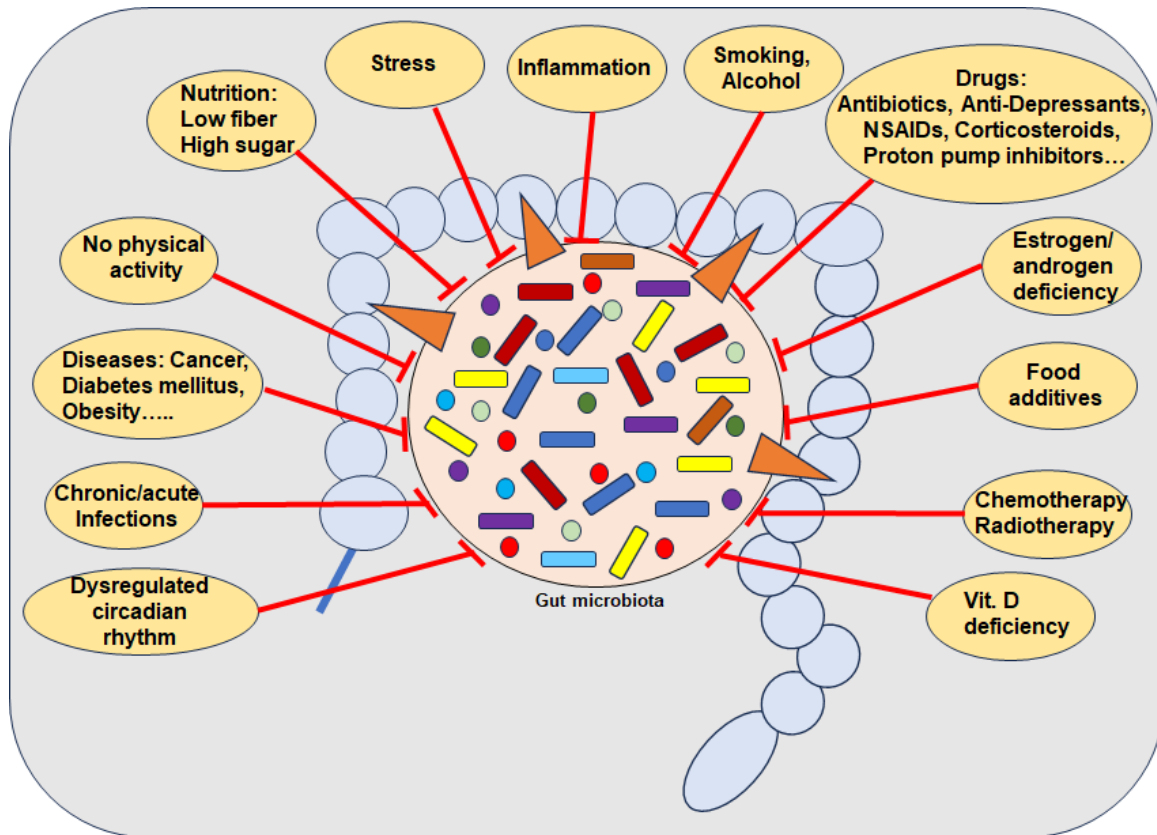 Stress
Inflammation
Smoking,
Alcohol
Drugs:
Antibiotics, Anti-Depressants,
NSAIDs, Corticosteroids,
Proton pump inhibitors…
Nutrition:
Low fiber
High sugar
No physical
activity
Estrogen/
androgen
deficiency
Diseases: Cancer,
Diabetes mellitus,
Obesity…..
Food
additives
Chronic/acute
Infections
Chemotherapy
Radiotherapy
Dysregulated
circadian
rhythm
Gut microbiota
Vit. D
deficiency